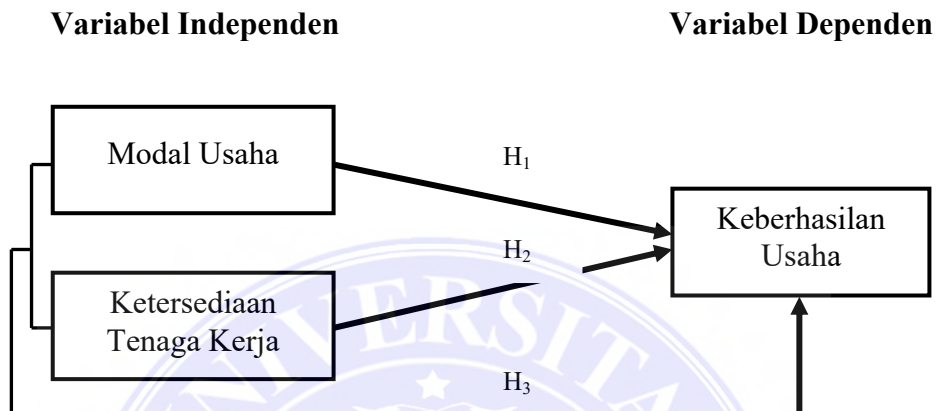 Variabel Independen
Variabel Dependen
Modal Usaha
H₁
Keberhasilan
Usaha
H₂
Ketersediaan
Tenaga Kerja
H₃